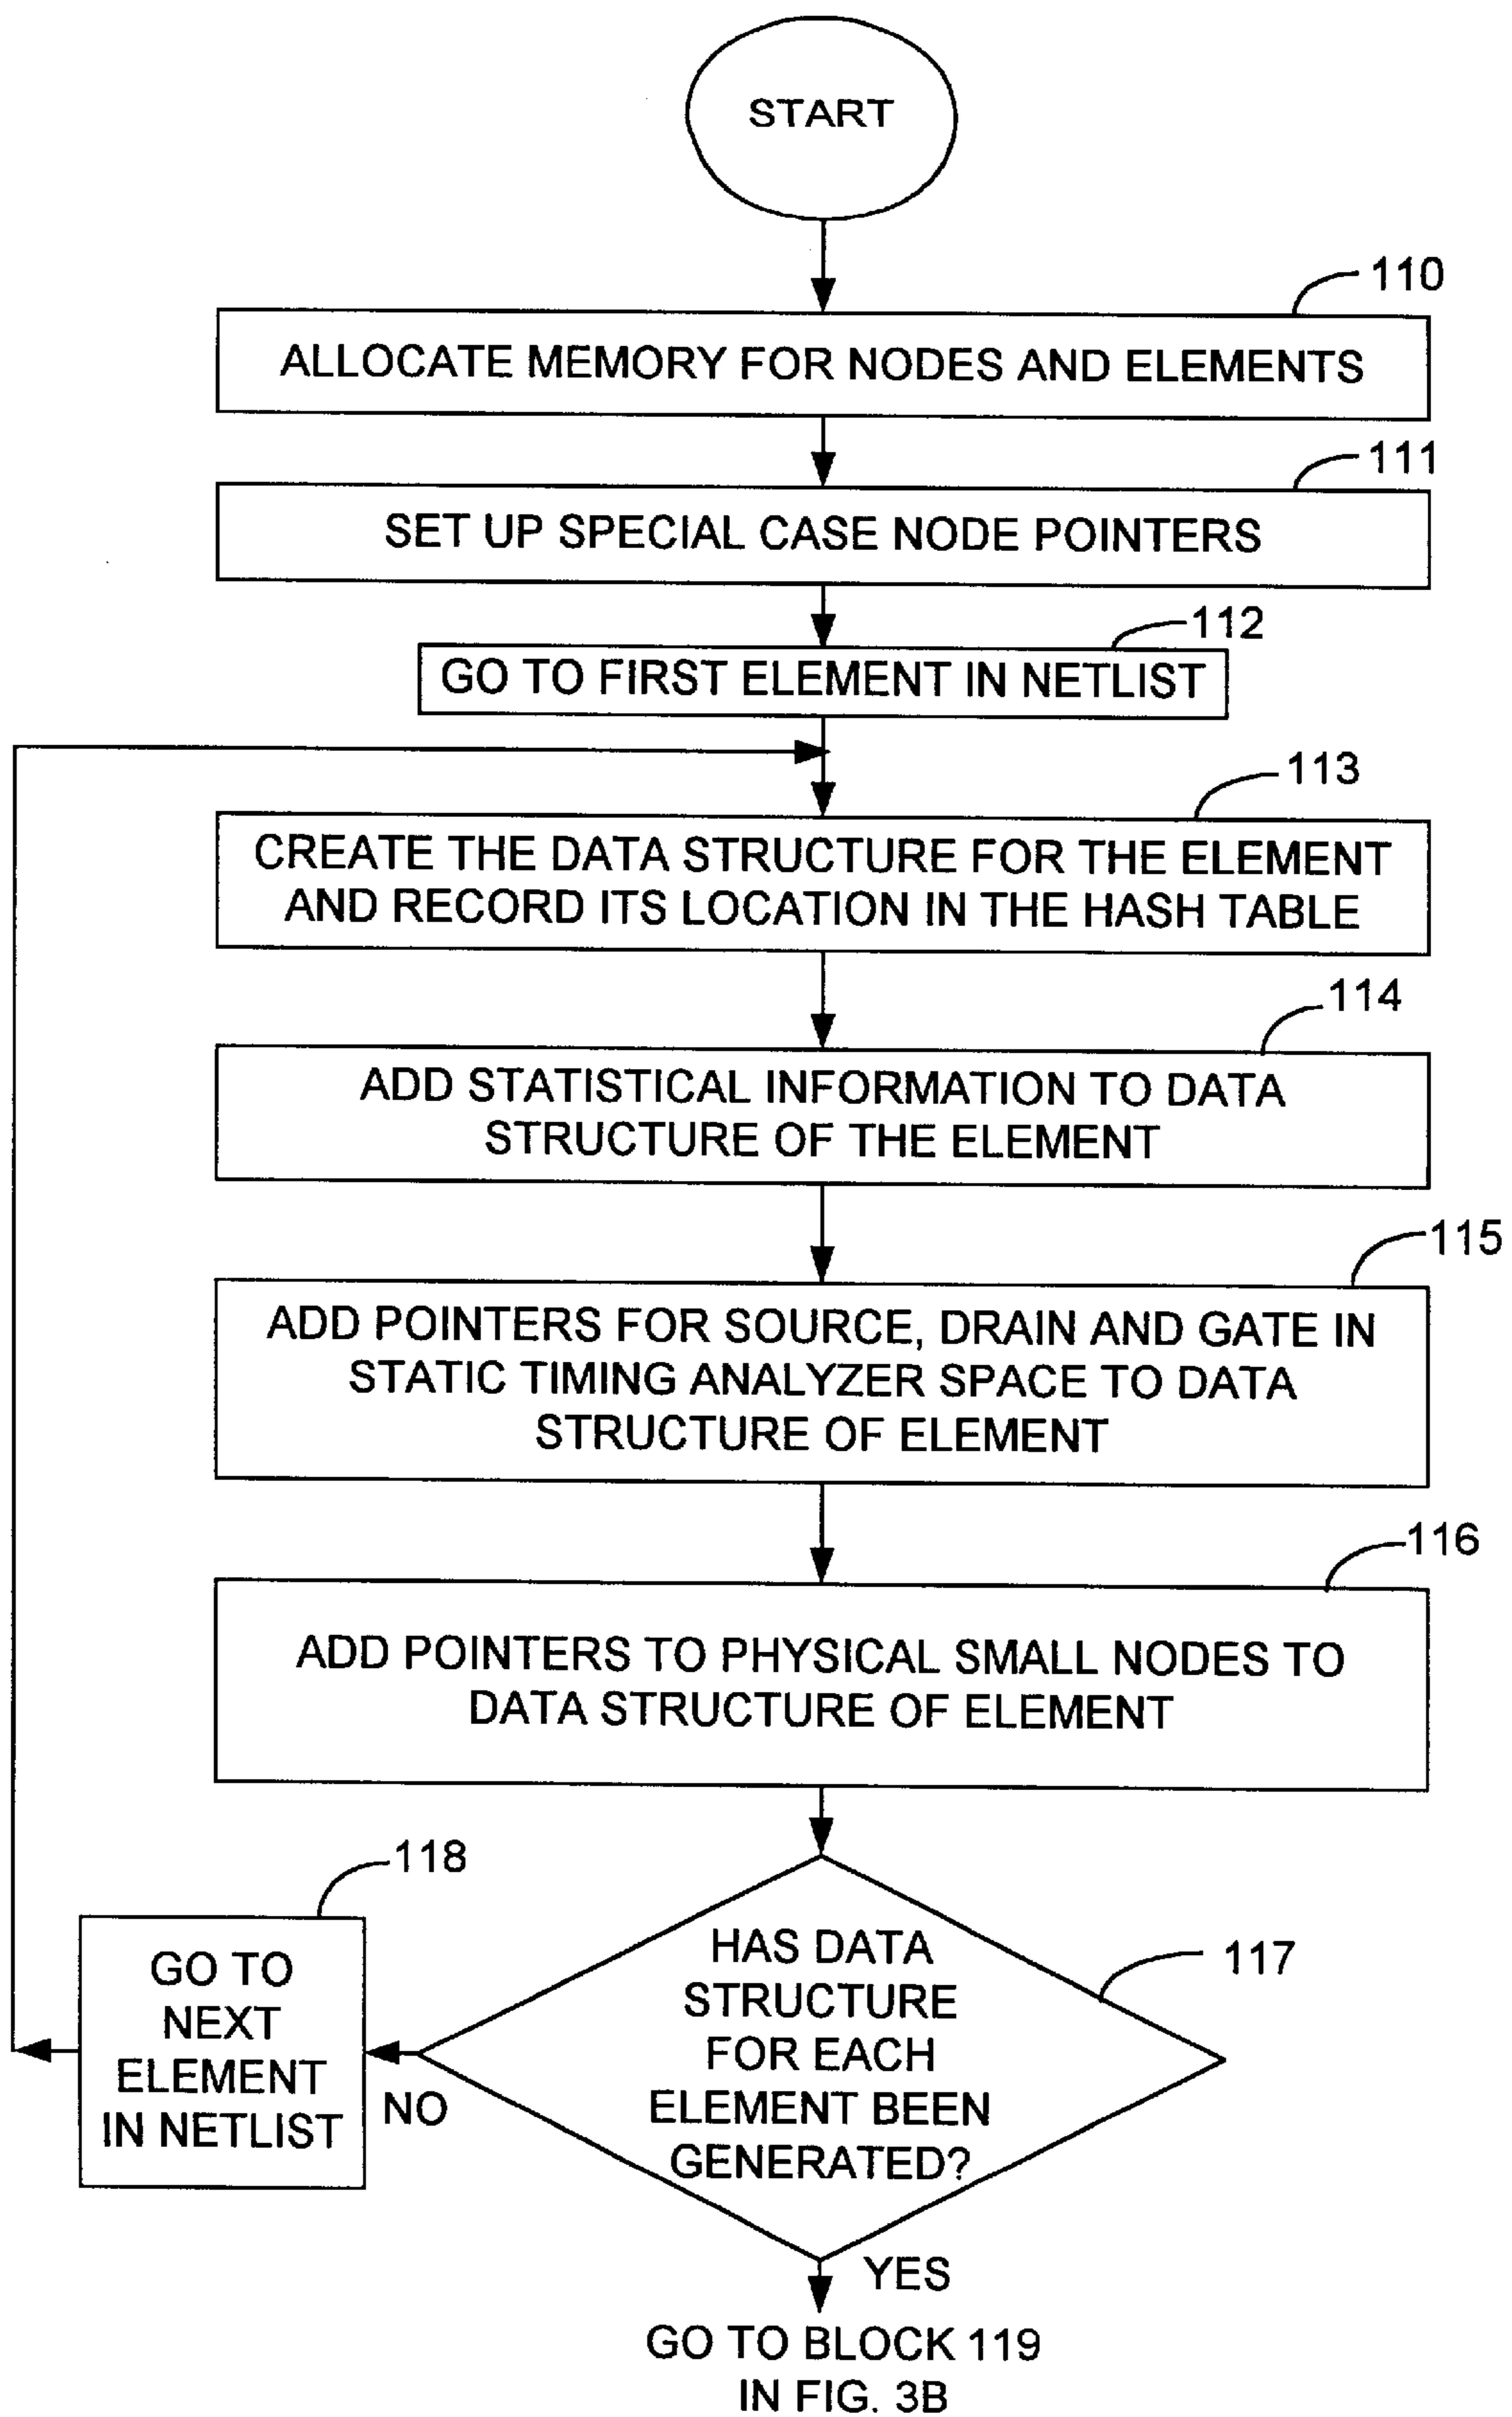 START
110
ALLOCATE MEMORY FOR NODES AND ELEMENTS
111
SET UP SPECIAL CASE NODE POINTERS
112
GO TO FIRST ELEMENT IN NETLIST
113
CREATE THE DATA STRUCTURE FOR THE ELEMENT
AND RECORD ITS LOCATION IN THE HASH TABLE
114
ADD STATISTICAL INFORMATION TO DATA
STRUCTURE OF THE ELEMENT
115
ADD POINTERS FOR SOURCE, DRAIN AND GATE IN
STATIC TIMING ANALYZER SPACE TO DATA
STRUCTURE OF ELEMENT
116
ADD POINTERS TO PHYSICAL SMALL NODES TO
DATA STRUCTURE OF ELEMENT
117
HAS DATA
STRUCTURE
FOR EACH
ELEMENT BEEN
GENERATED?
NO
118
GO TO
NEXT
ELEMENT
IN NETLIST
YES
GO TO BLOCK 119
IN FIG. 3B